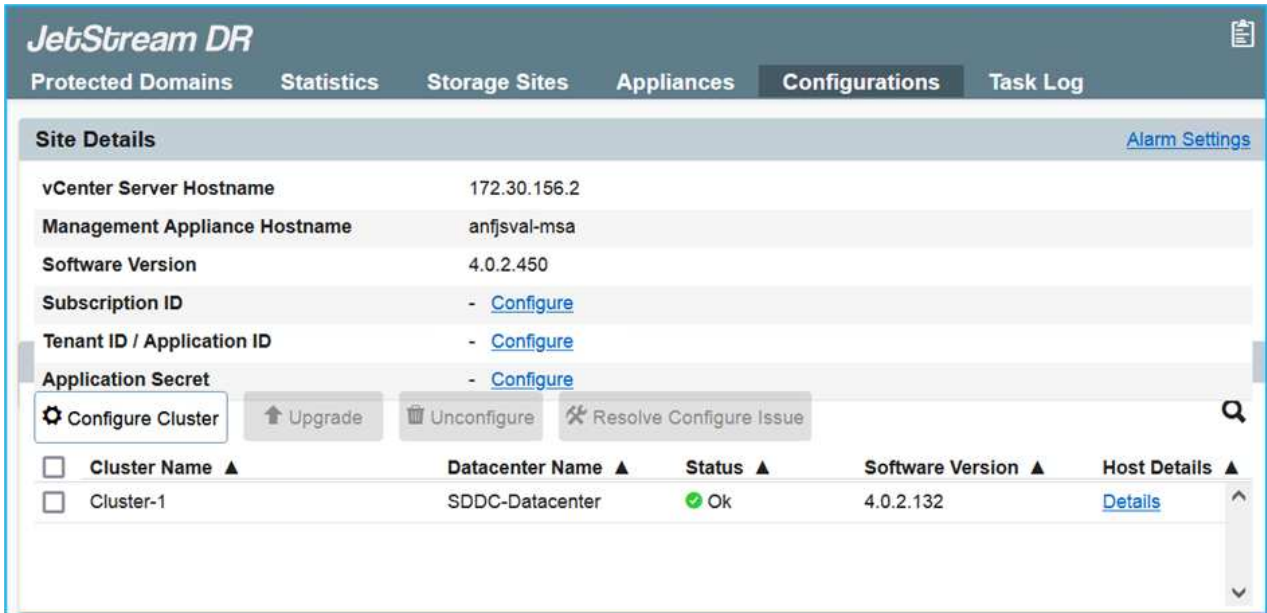 JetStream DR
Protected Domains Statistics Storage Sites Appliances Configurations Task Log
Site Details Alarm Settings
vCenter Server Hostname 172.30.156.2
Management Appliance Hostname anfjsval-msa
Software Version 4.0.2.450
Subscription ID - Configure
Tenant ID / Application ID - Configure
Application Secret - Configure
Configure Cluster Upgrade Unconfigure Resolve Configure Issue
Cluster Name ▲ Datacenter Name ▲ Status ▲ Software Version ▲ Host Details ▲
Cluster-1 SDDC-Datacenter Ok 4.0.2.132 Details